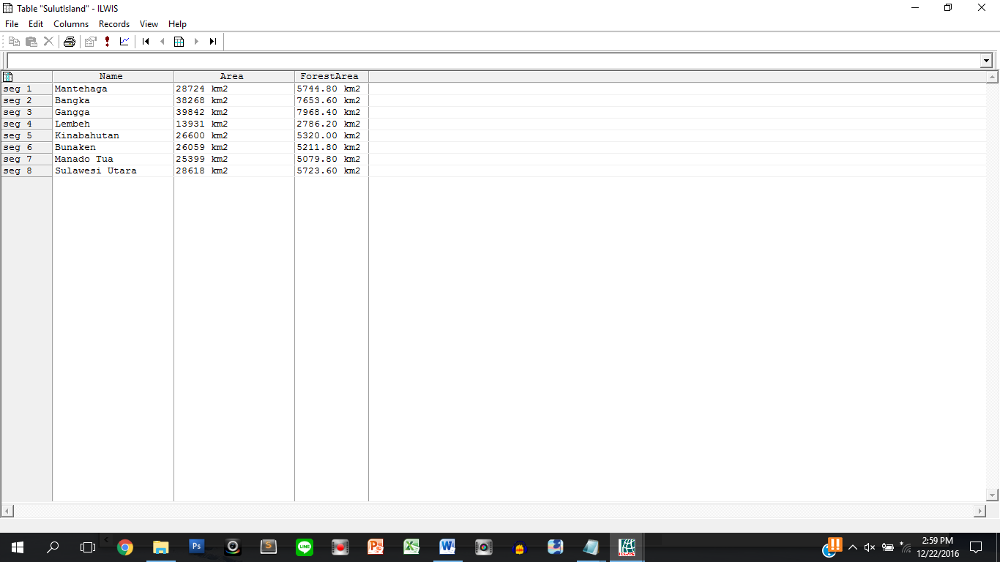 Table "SulutIsland" - ILWIS
File Edit Columns Records View Help
Name Area ForestArea
seg 1 Mantehaga 28724 km2 5744.80 km2
seg 2 Bangka 38268 km2 7653.60 km2
seg 3 Gangga 39842 km2 7968.40 km2
seg 4 Lembeh 13931 km2 2786.20 km2
seg 5 Kinabahutan 26600 km2 5320.00 km2
seg 6 Bunaken 26059 km2 5211.80 km2
seg 7 Manado Tua 25399 km2 5079.80 km2
seg 8 Sulawesi Utara 28618 km2 5723.60 km2
Ps S LINE P X W ILWIS
2:59 PM
12/22/2016